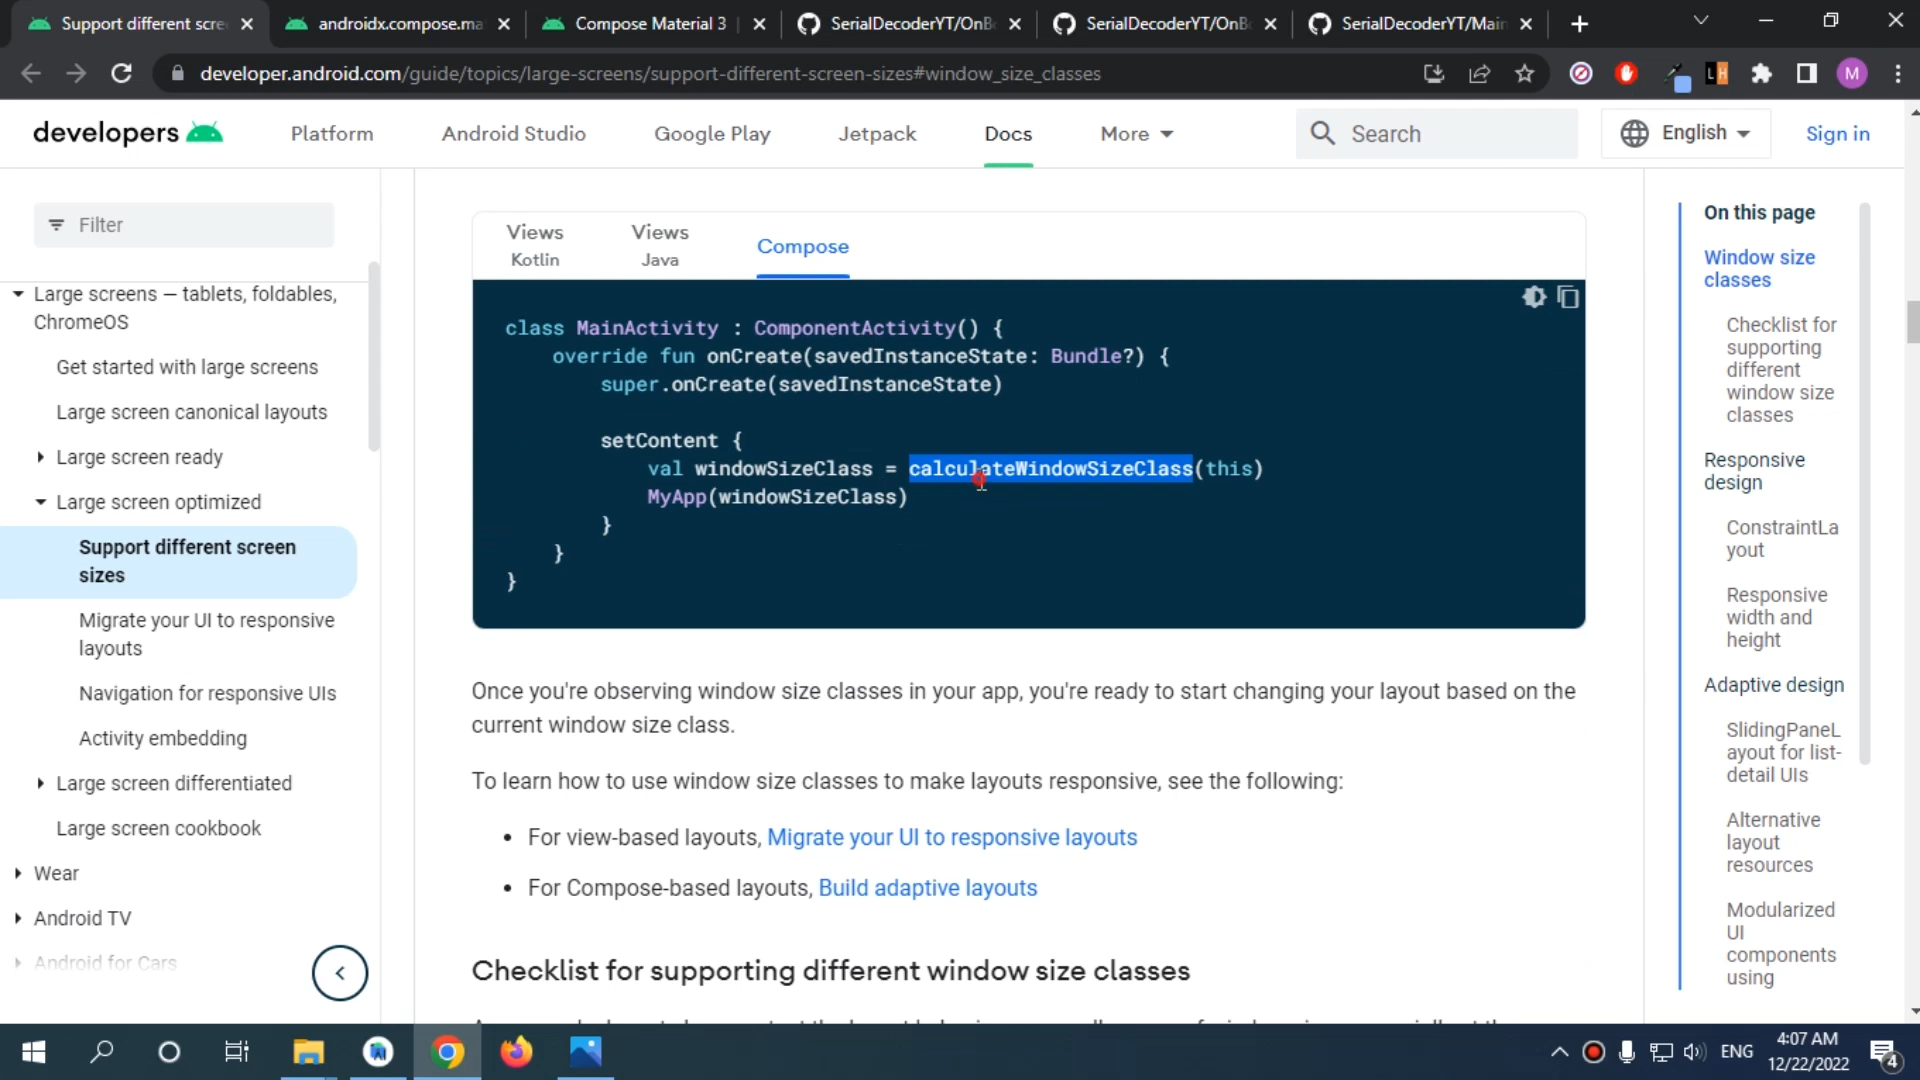 Support different scre
androidx.compose.ma
Compose Material 3
SerialDecoderYT/OnB
SerialDecoderYT/OnB
SerialDecoderYT/Main
developer.android.com/guide/topics/large-screens/support-different-screen-sizes#window_size_classes
LH
M
developers
Platform
Android Studio
Google Play
Jetpack
Docs
More
Search
English
Sign in
Filter
Large screens — tablets, foldables,
ChromeOS
Get started with large screens
Large screen canonical layouts
Large screen ready
Large screen optimized
Support different screen
sizes
Migrate your UI to responsive
layouts
Navigation for responsive UIs
Activity embedding
Large screen differentiated
Large screen cookbook
Wear
Android TV
Android for Cars
Views
Kotlin
Views
Java
Compose
class MainActivity : ComponentActivity() {
override fun onCreate(savedInstanceState: Bundle?) {
super.onCreate(savedInstanceState)
setContent {
val windowSizeClass = calculateWindowSizeClass(this)
MyApp(windowSizeClass)
}
}
}
Once you're observing window size classes in your app, you're ready to start changing your layout based on the
current window size class.
To learn how to use window size classes to make layouts responsive, see the following:
• For view-based layouts, Migrate your UI to responsive layouts
• For Compose-based layouts, Build adaptive layouts
Checklist for supporting different window size classes
On this page
Window size
classes
Checklist for
supporting
different
window size
classes
Responsive
design
ConstraintLa
yout
Responsive
width and
height
Adaptive design
SlidingPaneL
ayout for list-
detail UIs
Alternative
layout
resources
Modularized
UI
components
using
ENG
4:07 AM
12/22/2022
4